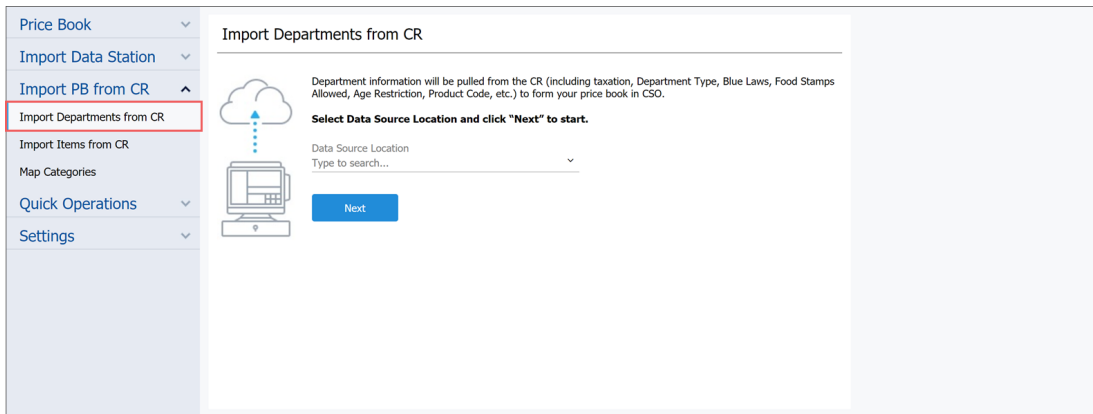 Price Book
Import Data Station
Import PB from CR
Import Departments from CR
Import Items from CR
Map Categories
Quick Operations
Settings
Import Departments from CR
Department information will be pulled from the CR (including taxation, Department Type, Blue Laws, Food Stamps
Allowed, Age Restriction, Product Code, etc.) to form your price book in CSO.
Select Data Source Location and click “Next” to start.
Data Source Location
Type to search...
Next